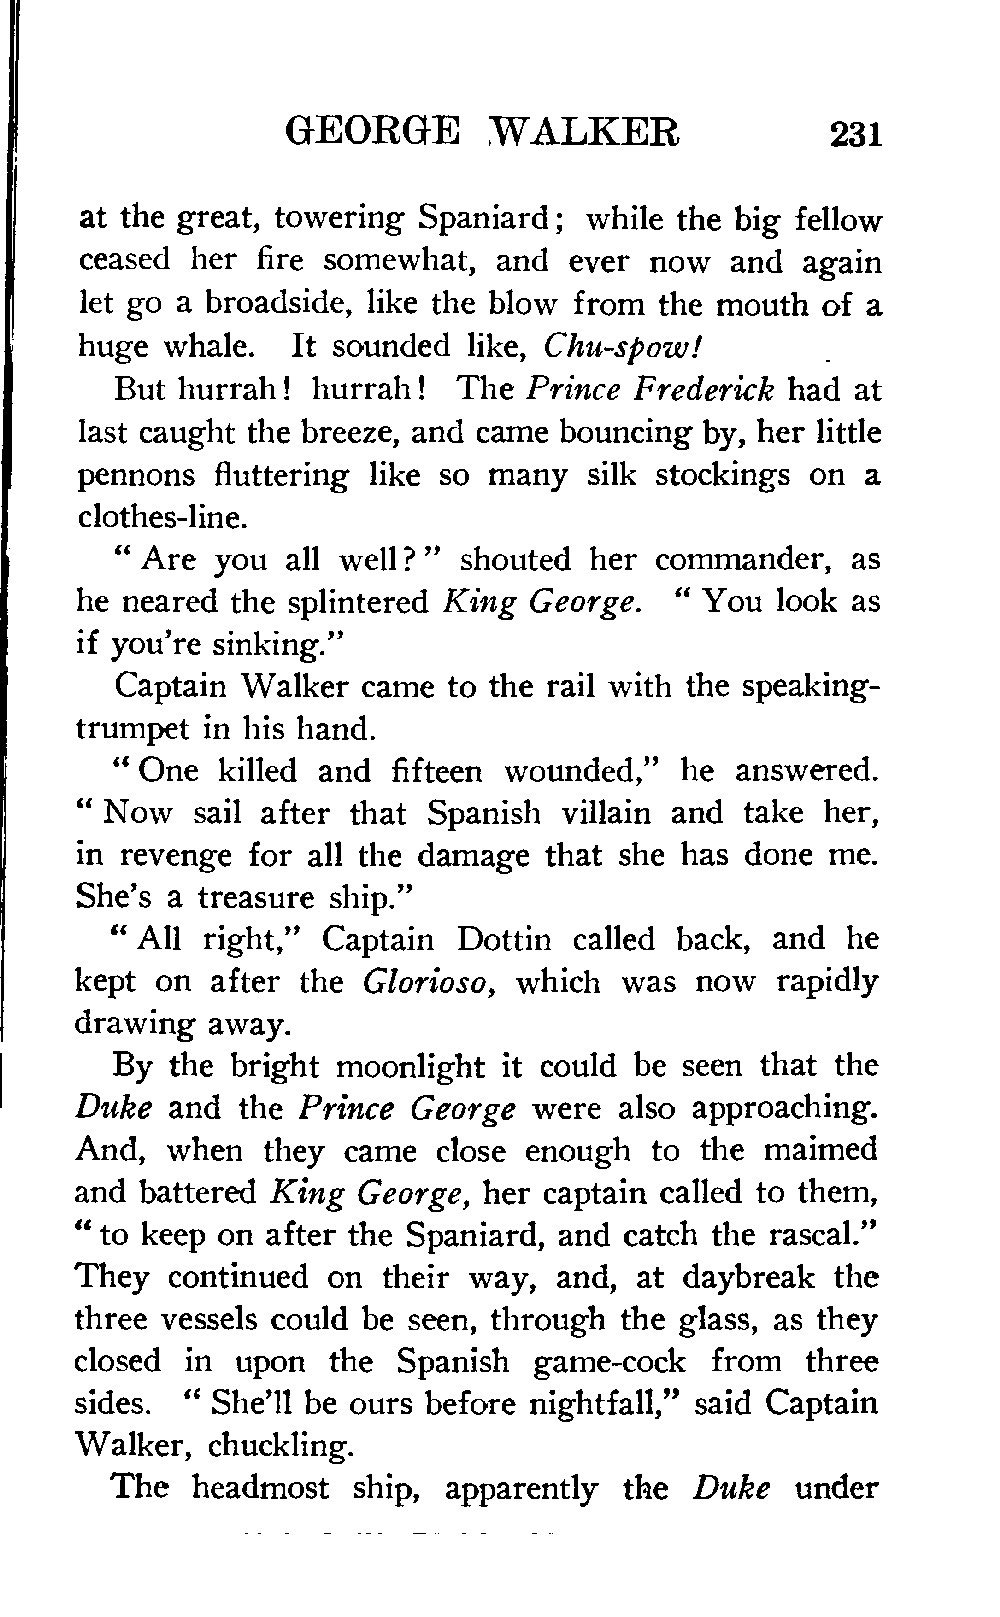 GEORGE WALKER 231
at the great, towering Spaniard; while the big fellow
ceased her fire somewhat, and ever now and again
let go a broadside, like the blow from the mouth of a
huge whale. It sounded like, Chu-spow!
But hurrah! hurrah! The Prince Frederick had at
last caught the breeze, and came bouncing by, her little
pennons fluttering like so many silk stockings on a
clothes-line.
“Are you all well?” shouted her commander, as
he neared the splintered King George. “You look as
if you're sinking.”
Captain Walker came to the rail with the speaking-
trumpet in his hand.
“One killed and fifteen wounded,” he answered.
“Now sail after that Spanish villain and take her,
in revenge for all the damage that she has done me.
She's a treasure ship.”
“All right,” Captain Dottin called back, and he
kept on after the Glorioso, which was now rapidly
drawing away.
By the bright moonlight it could be seen that the
Duke and the Prince George were also approaching.
And, when they came close enough to the maimed
and battered King George, her captain called to them,
“to keep on after the Spaniard, and catch the rascal.”
They continued on their way, and, at daybreak the
three vessels could be seen, through the glass, as they
closed in upon the Spanish game-cock from three
sides. “She'll be ours before nightfall,” said Captain
Walker, chuckling.
The headmost ship, apparently the Duke under